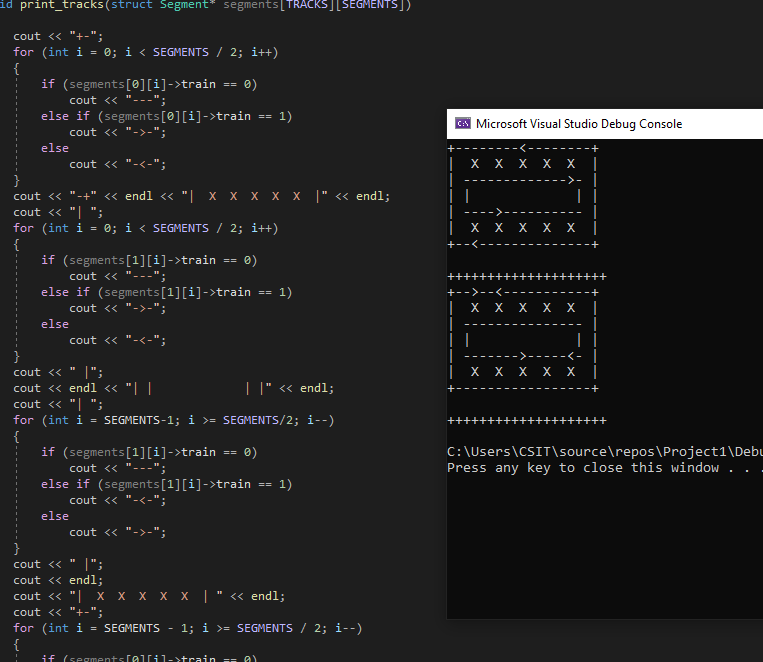 id print_tracks(struct Segment* segments[TRACKS][SEGMENTS])
cout << "+-";
for (int i = 0; i < SEGMENTS / 2; i++)
{
if (segments[0][i]->train == 0)
cout << "---";
else if (segments[0][i]->train == 1)
cout << "->-";
else
cout << "-<-";
}
cout << "-+" << endl << "|  X  X  X  X  X  |" << endl;
cout << "| ";
for (int i = 0; i < SEGMENTS / 2; i++)
{
if (segments[1][i]->train == 0)
cout << "---";
else if (segments[1][i]->train == 1)
cout << "->-";
else
cout << "-<-";
}
cout << " |";
cout << endl << "| |             | |" << endl;
cout << "| ";
for (int i = SEGMENTS-1; i >= SEGMENTS/2; i--)
{
if (segments[1][i]->train == 0)
cout << "---";
else if (segments[1][i]->train == 1)
cout << "-<-";
else
cout << "->-";
}
cout << " |";
cout << endl;
cout << "|  X  X  X  X  X  | " << endl;
cout << "+-";
for (int i = SEGMENTS - 1; i >= SEGMENTS / 2; i--)
{
if (segments[0][i]->train == 0)
Microsoft Visual Studio Debug Console
+--------<--------+
|  X  X  X  X  X  |
| ------------->- |
| |             | |
| ---->---------- |
|  X  X  X  X  X  |
+--<--------------+
++++++++++++++++++++
+-->--<-----------+
|  X  X  X  X  X  |
| --------------- |
| |             | |
| ------->-----<- |
|  X  X  X  X  X  |
+-----------------+
++++++++++++++++++++
C:\Users\CSIT\source\repos\Project1\Debu
Press any key to close this window . . .